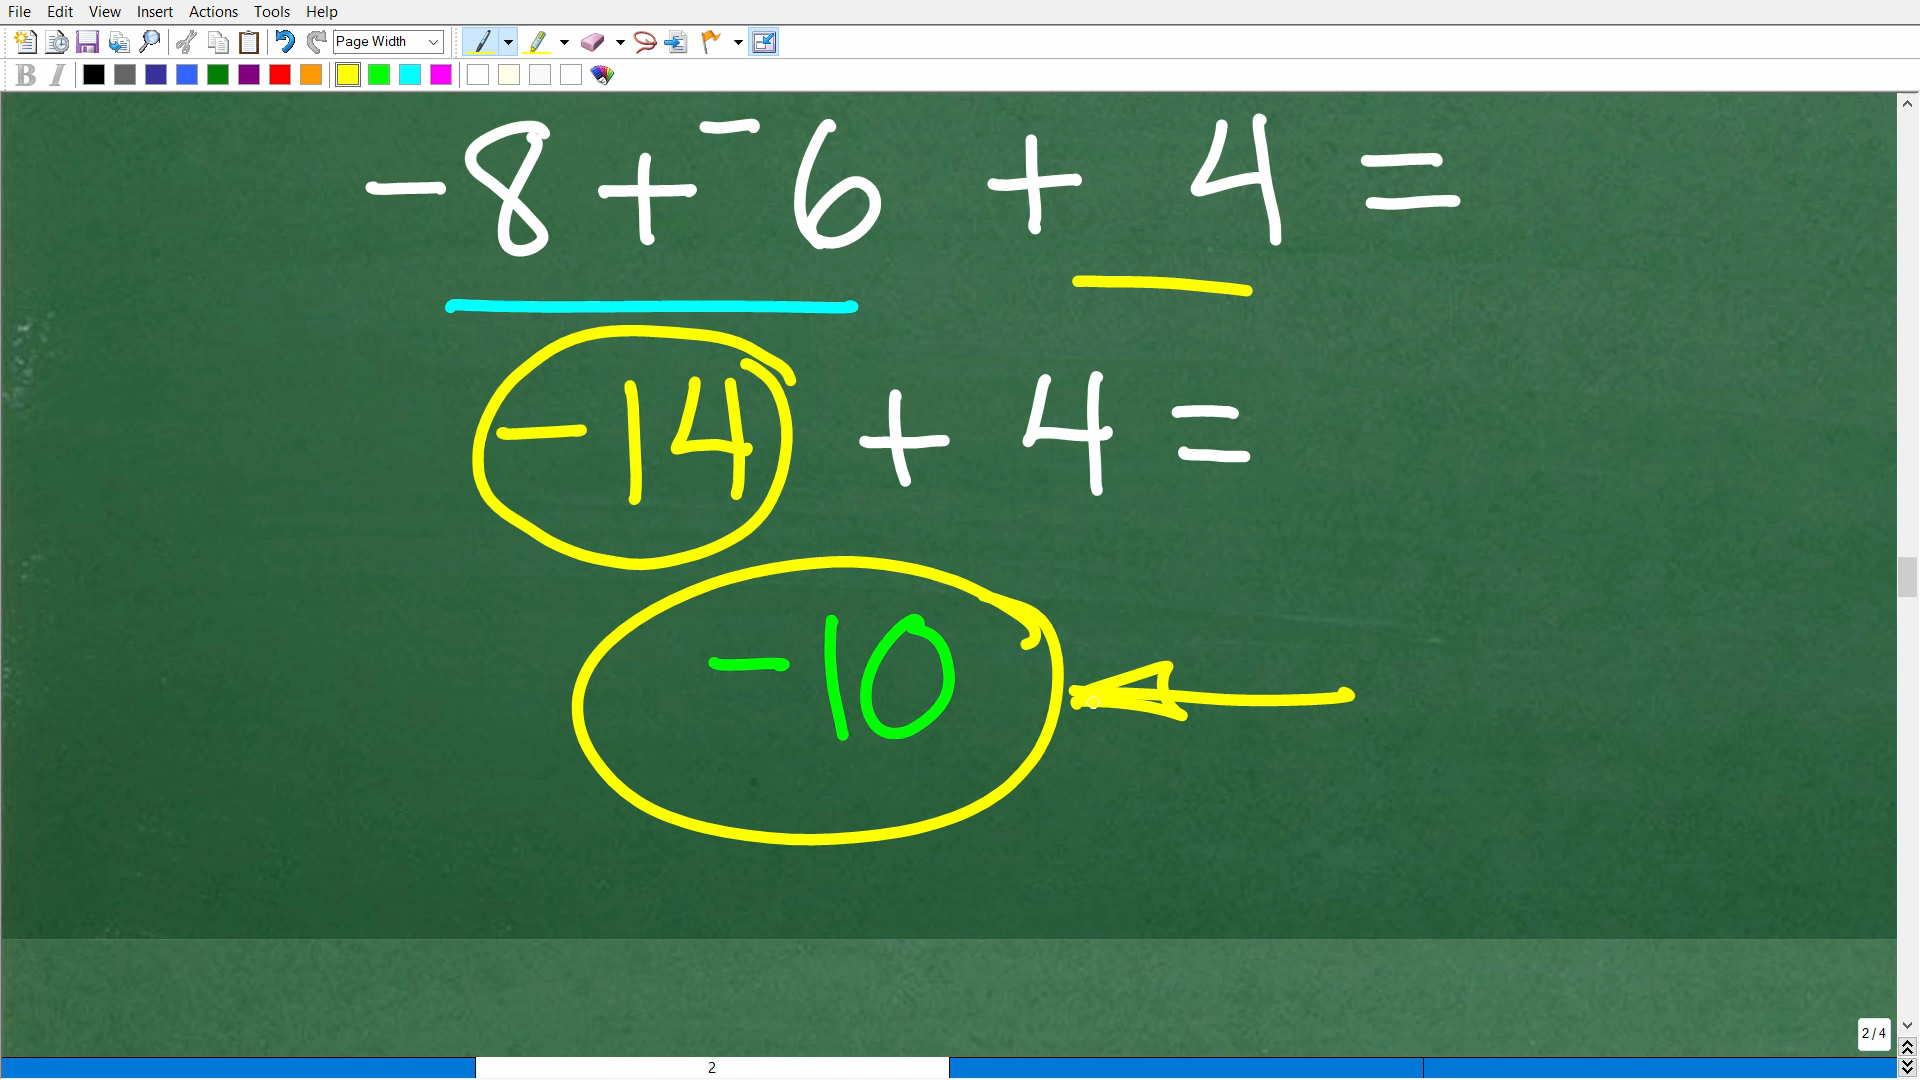 File Edit View Insert Actions Tools Help
Page Width
B I
-8 + -6 + 4 =
-14 + 4 =
-10
2 / 4
2